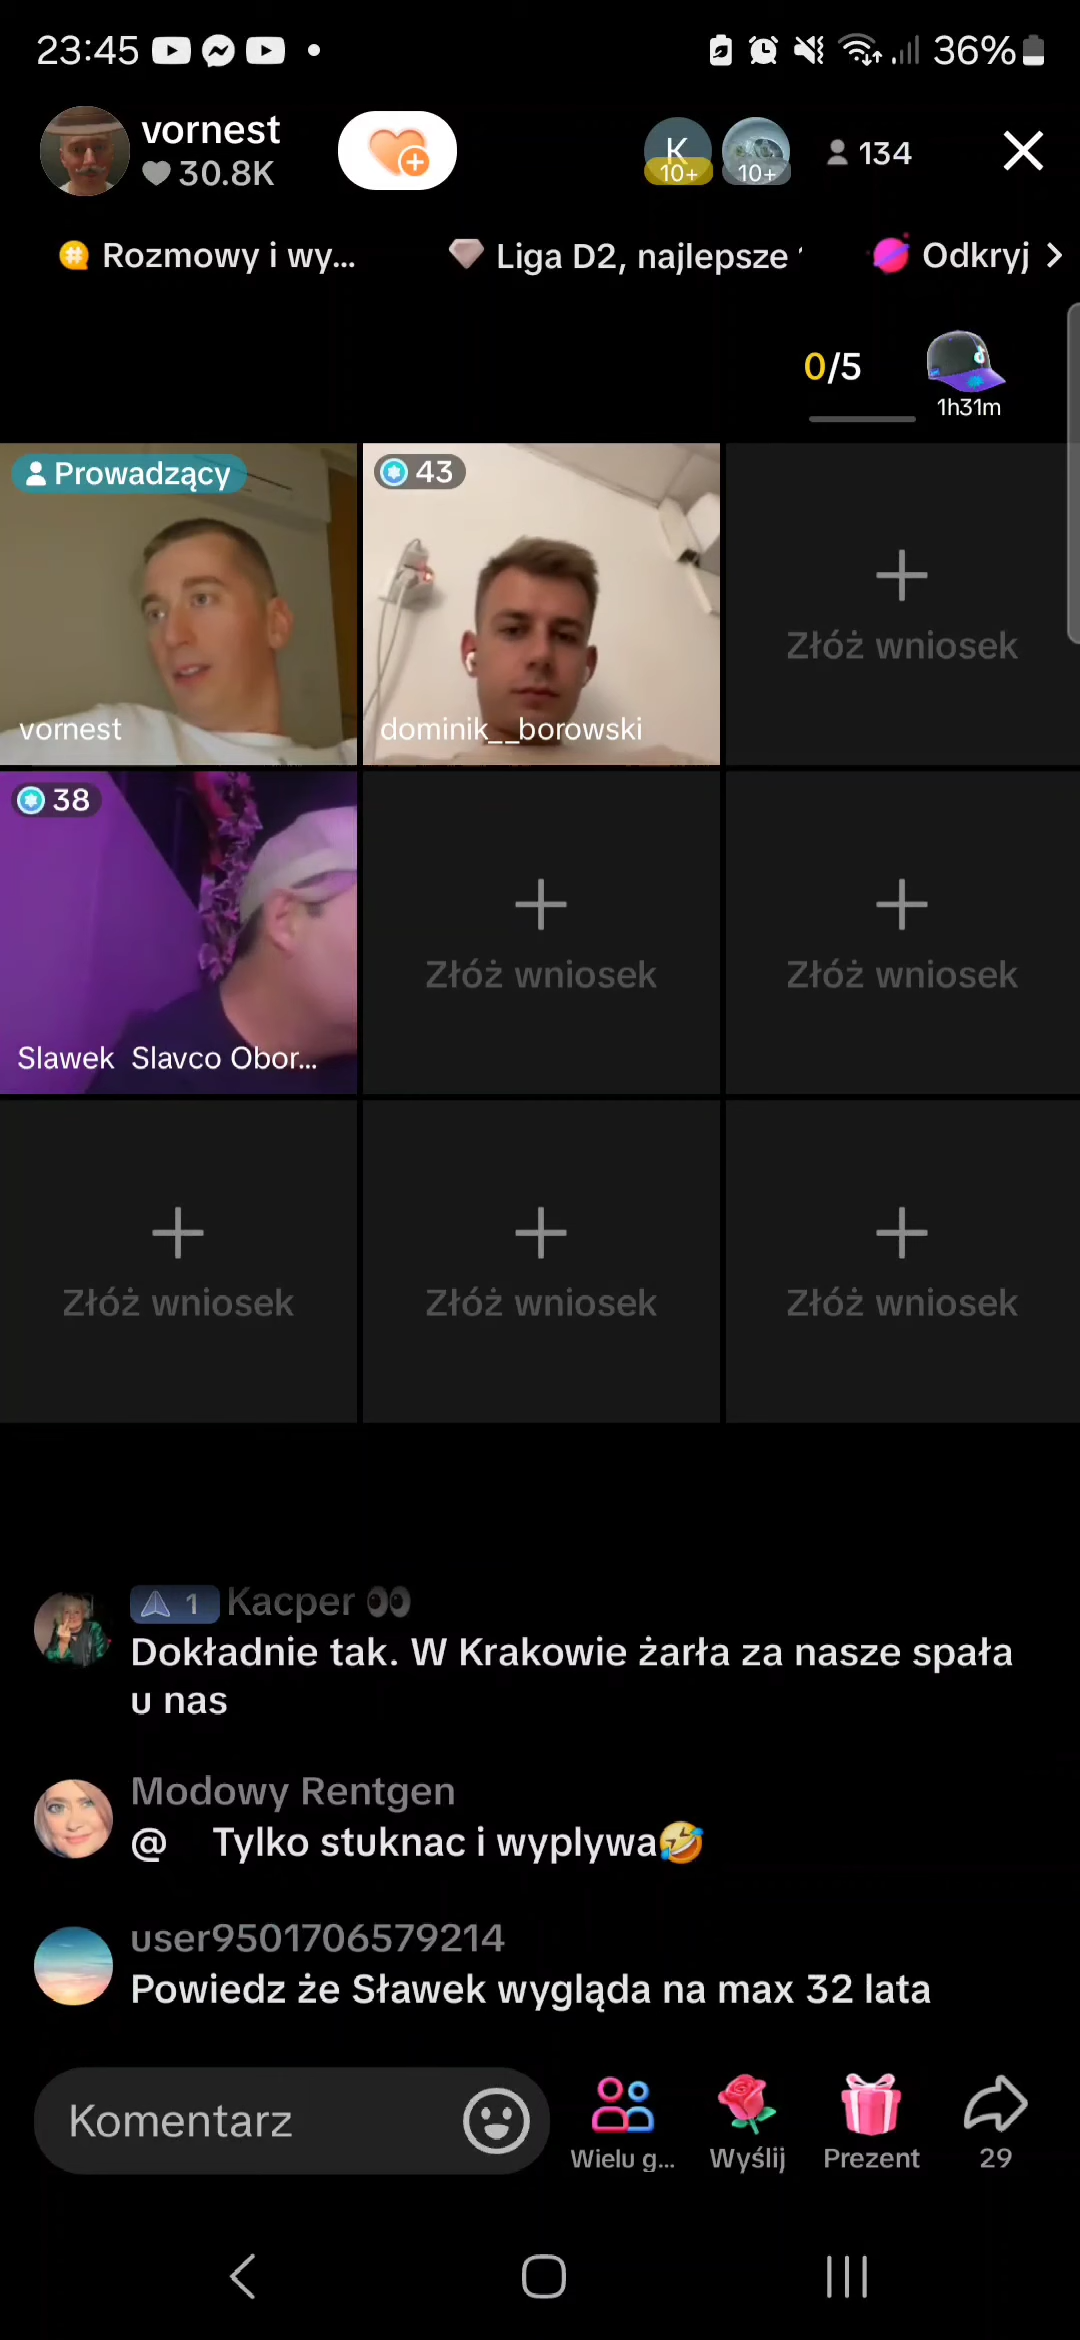 23:45
36%
vornest
30.8K
K
10+
10+
134
Rozmowy i wy...
Liga D2, najlepsze
Odkryj
0/5
1h31m
Prowadzący
43
Złóż wniosek
vornest
dominik__borowski
38
Złóż wniosek
Złóż wniosek
Slawek Slavco Obor...
Złóż wniosek
Złóż wniosek
Złóż wniosek
1 Kacper 👀
Dokładnie tak. W Krakowie żarła za nasze spała
u nas
Modowy Rentgen
@ Tylko stuknac i wyplywa🤣
user9501706579214
Powiedz że Sławek wygląda na max 32 lata
Komentarz
Wielu g...
Wyślij
Prezent
29